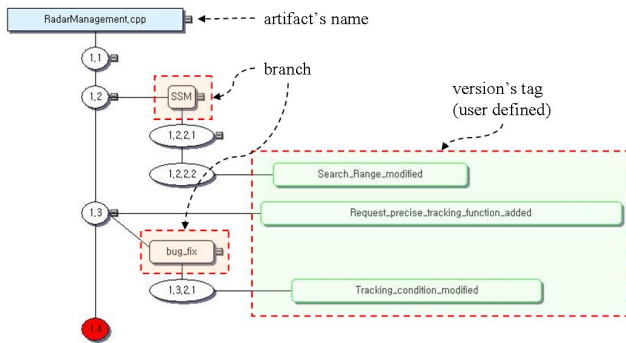 RadarManagement,cpp
artifact's name
1,1
branch
1,2
SSM
version's tag
(user defined)
1,2,2,1
1,2,2,2
Search_Range_modified
1,3
Request_precise_tracking_function_added
bug_fix
1,3,2,1
Tracking_condition_modified
1,4